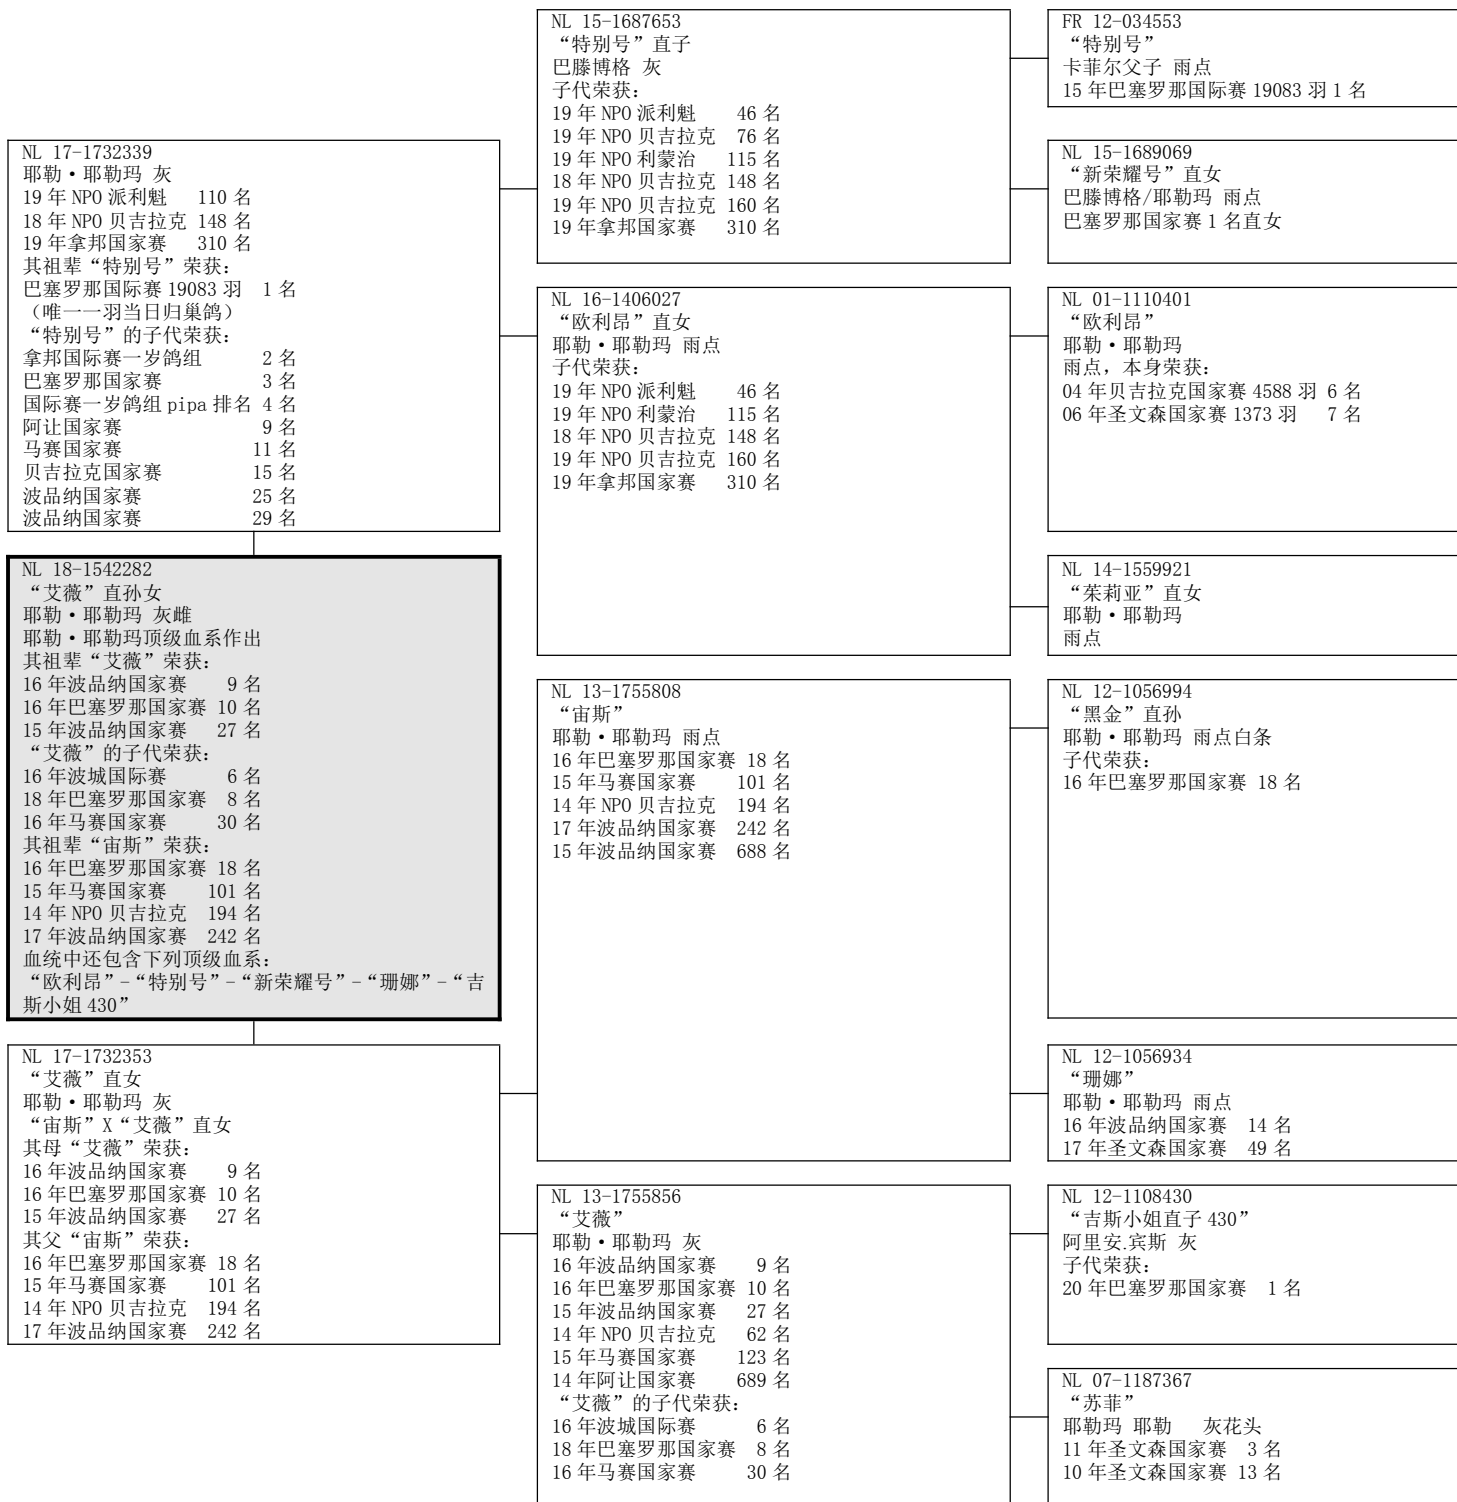 NL 17-1732339
耶勒·耶勒玛 灰
19 年 NPO 派利魁 110 名
18 年 NPO 贝吉拉克 148 名
19 年拿邦国家赛 310 名
其祖辈“特别号”荣获：
巴塞罗那国际赛 19083 羽 1 名
（唯一一羽当日归巢鸽）
“特别号”的子代荣获：
拿邦国际赛一岁鸽组 2 名
巴塞罗那国家赛 3 名
国际赛一岁鸽组 pipa 排名 4 名
阿让国家赛 9 名
马赛国家赛 11 名
贝吉拉克国家赛 15 名
波品纳国家赛 25 名
波品纳国家赛 29 名
NL 18-1542282
“艾薇”直孙女
耶勒·耶勒玛 灰雌
耶勒·耶勒玛顶级血系作出
其祖辈“艾薇”荣获：
16 年波品纳国家赛 9 名
16 年巴塞罗那国家赛 10 名
15 年波品纳国家赛 27 名
“艾薇”的子代荣获：
16 年波城国际赛 6 名
18 年巴塞罗那国家赛 8 名
16 年马赛国家赛 30 名
其祖辈“宙斯”荣获：
16 年巴塞罗那国家赛 18 名
15 年马赛国家赛 101 名
14 年 NPO 贝吉拉克 194 名
17 年波品纳国家赛 242 名
血统中还包含下列顶级血系：
“欧利昂”-“特别号”-“新荣耀号”-“珊娜”-“吉
斯小姐 430”
NL 17-1732353
“艾薇”直女
耶勒·耶勒玛 灰
“宙斯”X“艾薇”直女
其母“艾薇”荣获：
16 年波品纳国家赛 9 名
16 年巴塞罗那国家赛 10 名
15 年波品纳国家赛 27 名
其父“宙斯”荣获：
16 年巴塞罗那国家赛 18 名
15 年马赛国家赛 101 名
14 年 NPO 贝吉拉克 194 名
17 年波品纳国家赛 242 名
NL 15-1687653
“特别号”直子
巴滕博格 灰
子代荣获：
19 年 NPO 派利魁 46 名
19 年 NPO 贝吉拉克 76 名
19 年 NPO 利蒙治 115 名
18 年 NPO 贝吉拉克 148 名
19 年 NPO 贝吉拉克 160 名
19 年拿邦国家赛 310 名
NL 16-1406027
“欧利昂”直女
耶勒·耶勒玛 雨点
子代荣获：
19 年 NPO 派利魁 46 名
19 年 NPO 利蒙治 115 名
18 年 NPO 贝吉拉克 148 名
19 年 NPO 贝吉拉克 160 名
19 年拿邦国家赛 310 名
NL 13-1755808
“宙斯”
耶勒·耶勒玛 雨点
16 年巴塞罗那国家赛 18 名
15 年马赛国家赛 101 名
14 年 NPO 贝吉拉克 194 名
17 年波品纳国家赛 242 名
15 年波品纳国家赛 688 名
NL 13-1755856
“艾薇”
耶勒·耶勒玛 灰
16 年波品纳国家赛 9 名
16 年巴塞罗那国家赛 10 名
15 年波品纳国家赛 27 名
14 年 NPO 贝吉拉克 62 名
15 年马赛国家赛 123 名
14 年阿让国家赛 689 名
“艾薇”的子代荣获：
16 年波城国际赛 6 名
18 年巴塞罗那国家赛 8 名
16 年马赛国家赛 30 名
FR 12-034553
“特别号”
卡菲尔父子 雨点
15 年巴塞罗那国际赛 19083 羽 1 名
NL 15-1689069
“新荣耀号”直女
巴滕博格/耶勒玛 雨点
巴塞罗那国家赛 1 名直女
NL 01-1110401
“欧利昂”
耶勒·耶勒玛
雨点，本身荣获：
04 年贝吉拉克国家赛 4588 羽 6 名
06 年圣文森国家赛 1373 羽 7 名
NL 14-1559921
“茱莉亚”直女
耶勒·耶勒玛
雨点
NL 12-1056994
“黑金”直孙
耶勒·耶勒玛 雨点白条
子代荣获：
16 年巴塞罗那国家赛 18 名
NL 12-1056934
“珊娜”
耶勒·耶勒玛 雨点
16 年波品纳国家赛 14 名
17 年圣文森国家赛 49 名
NL 12-1108430
“吉斯小姐直子 430”
阿里安.宾斯 灰
子代荣获：
20 年巴塞罗那国家赛 1 名
NL 07-1187367
“苏菲”
耶勒玛 耶勒 灰花头
11 年圣文森国家赛 3 名
10 年圣文森国家赛 13 名